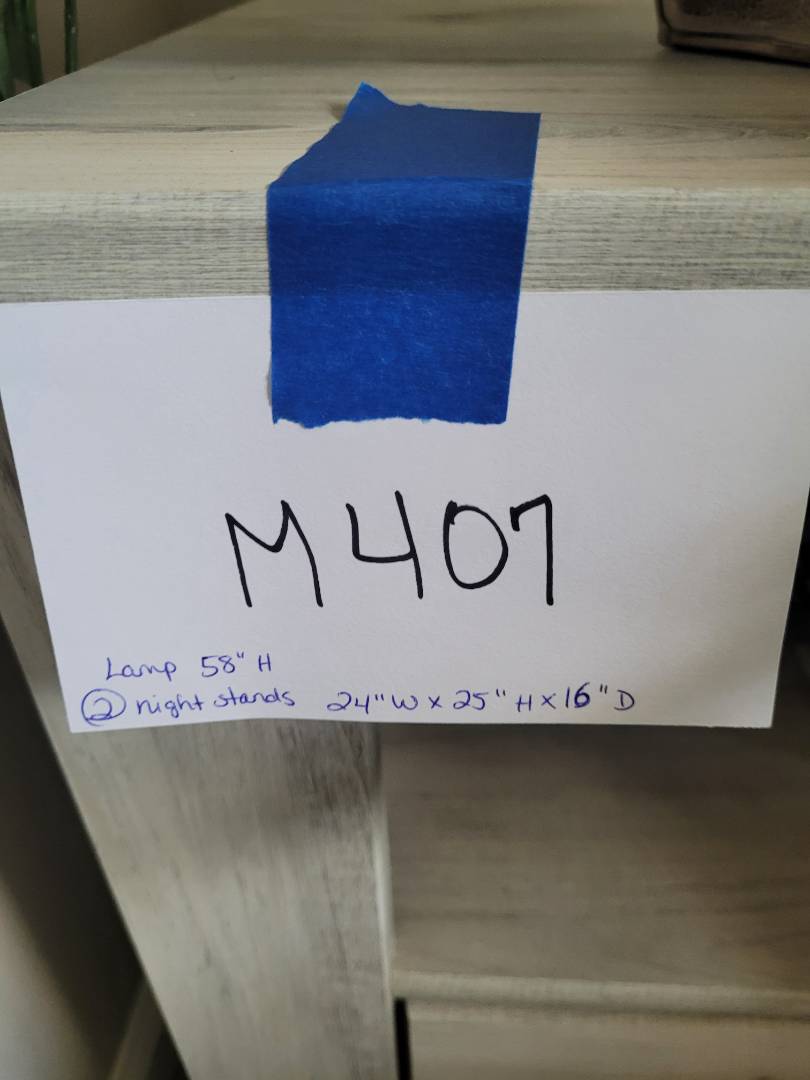 M407
Lamp 58" H
2 night stands 24" W x 25" H x 16" D